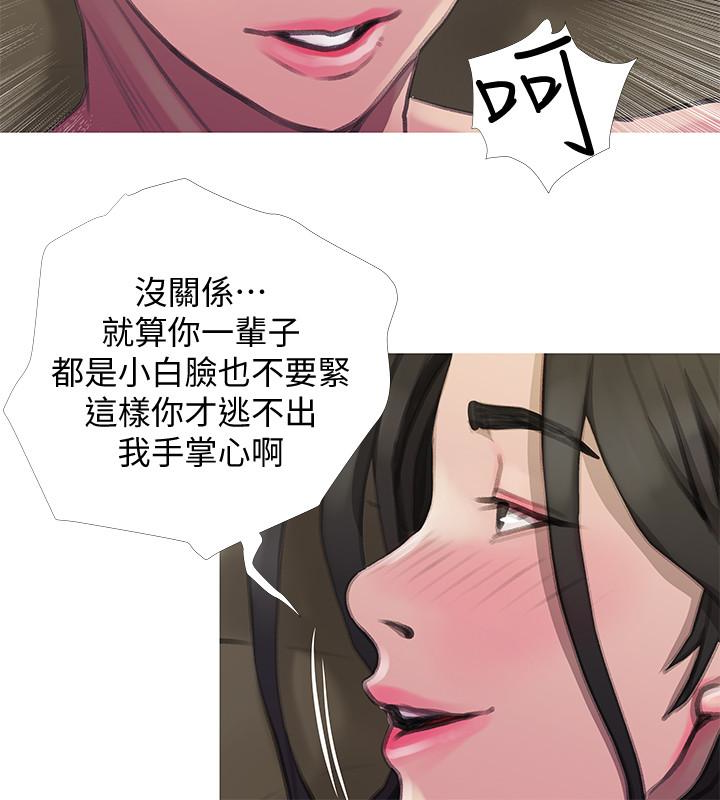 呵
沒關係⋯
就算你一輩子
都是小白臉也不要緊
這樣你才逃不出
我手掌心啊